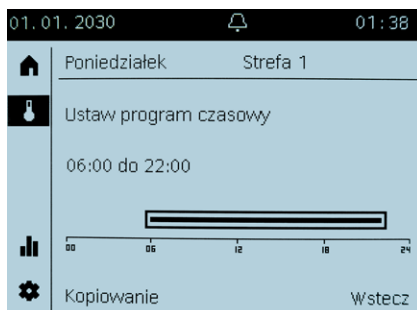 01.01.2030 01:38
Poniedziałek Strefa 1
Ustaw program czasowy
06:00 do 22:00
00 06 12 18 24
Kopiowanie Wstecz